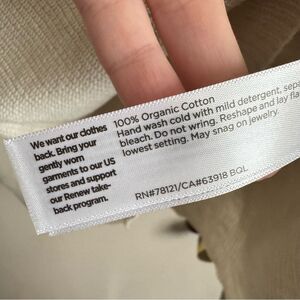 We want our clothes
back. Bring your
gently worn
garments to our US
stores and support
our Renew take-
back program.
100% Organic Cotton
Hand wash cold with mild detergent, sepa
bleach. Do not wring. Reshape and lay fla
lowest setting. May snag on jewelry.
RN#78121/CA#63918 BQL